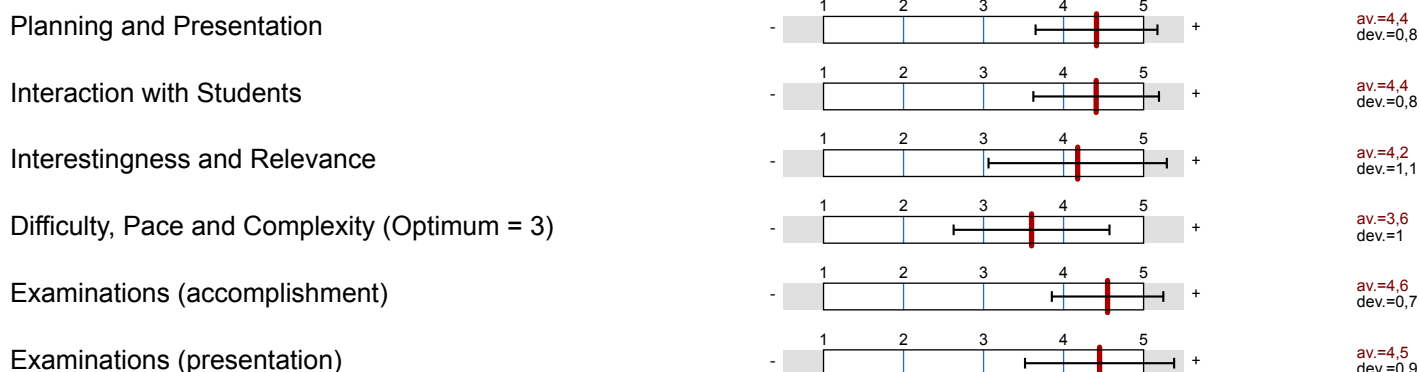 Planning and Presentation
1 2 3 4 5
- +
av.=4,4
dev.=0,8
Interaction with Students
1 2 3 4 5
- +
av.=4,4
dev.=0,8
Interestingness and Relevance
1 2 3 4 5
- +
av.=4,2
dev.=1,1
Difficulty, Pace and Complexity (Optimum = 3)
1 2 3 4 5
- +
av.=3,6
dev.=1
Examinations (accomplishment)
1 2 3 4 5
- +
av.=4,6
dev.=0,7
Examinations (presentation)
1 2 3 4 5
- +
av.=4,5
dev.=0,9